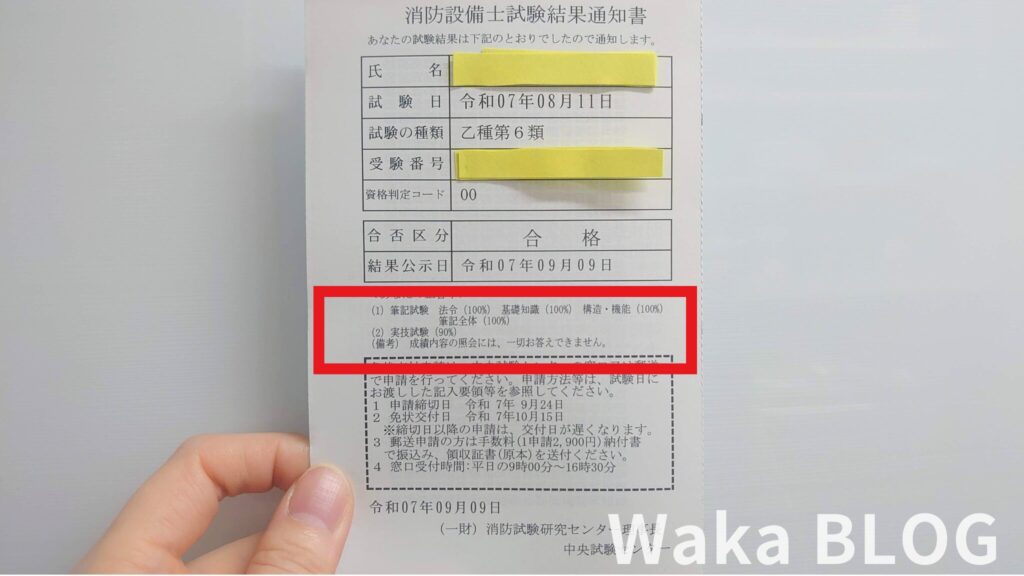 消防設備士試験結果通知書
あなたの試験結果は下記のとおりでしたので通知します。
氏名
試験日 令和07年08月11日
試験の種類 乙種第6類
受験番号
資格判定コード 00
合否区分 合格
結果公示日 令和07年09月09日
(1) 筆記試験 法令(100%) 基礎知識(100%) 構造・機能(100%)
筆記全体(100%)
(2) 実技試験(90%)
(備考) 成績内容の照会には、一切お答えできません。
で申請を行ってください。申請方法等は、試験日に
お渡しした記入要領等を参照してください。
1 申請締切日 令和 7年 9月24日
2 免状交付日 令和 7年10月15日
※締切日以降の申請は、交付日が遅くなります。
3 郵送申請の方は手数料(1申請2,900円)納付書
で振込み、領収証書(原本)を送付ください。
4 窓口受付時間:平日の9時00分～16時30分
令和07年09月09日
(一財)消防試験研究センター理事長
中央試験センター
Waka BLOG